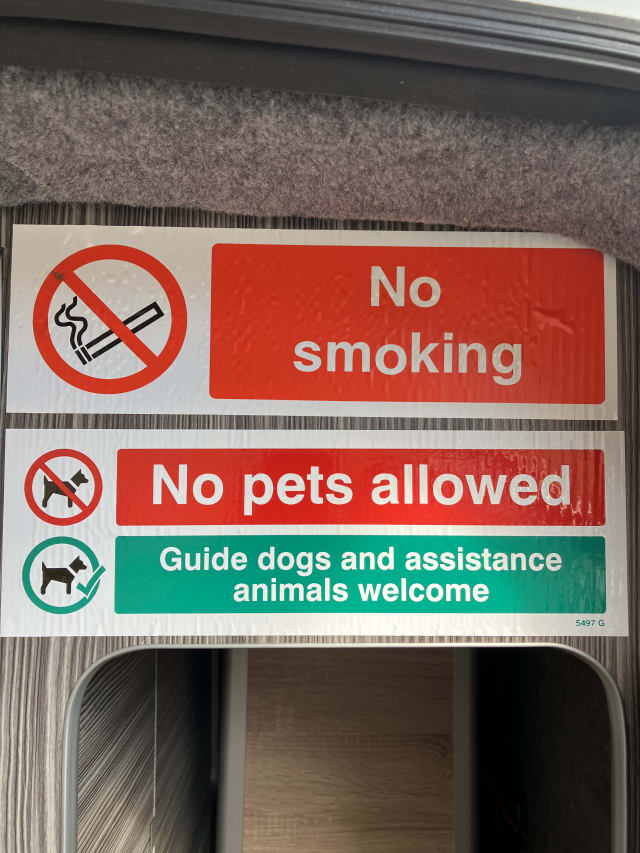 No
smoking
No pets allowed
Guide dogs and assistance
animals welcome
5497 G